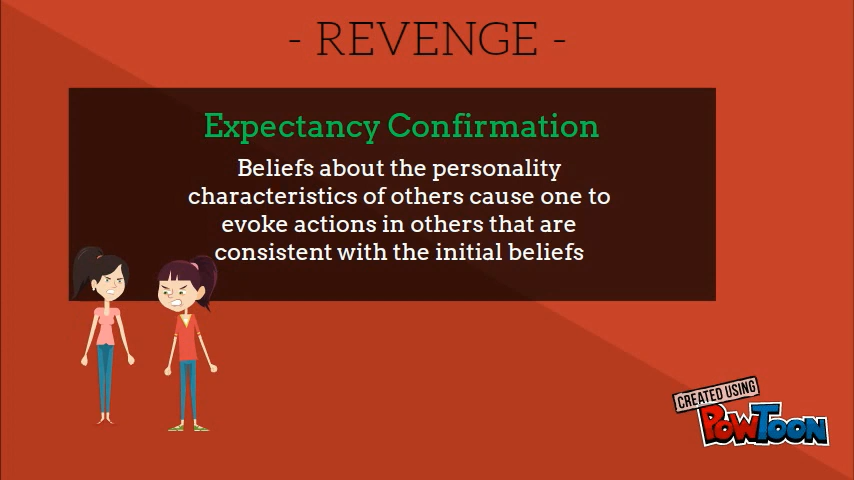 - REVENGE -
Expectancy Confirmation
Beliefs about the personality
characteristics of others cause one to
evoke actions in others that are
consistent with the initial beliefs
CREATED USING
POWTOON